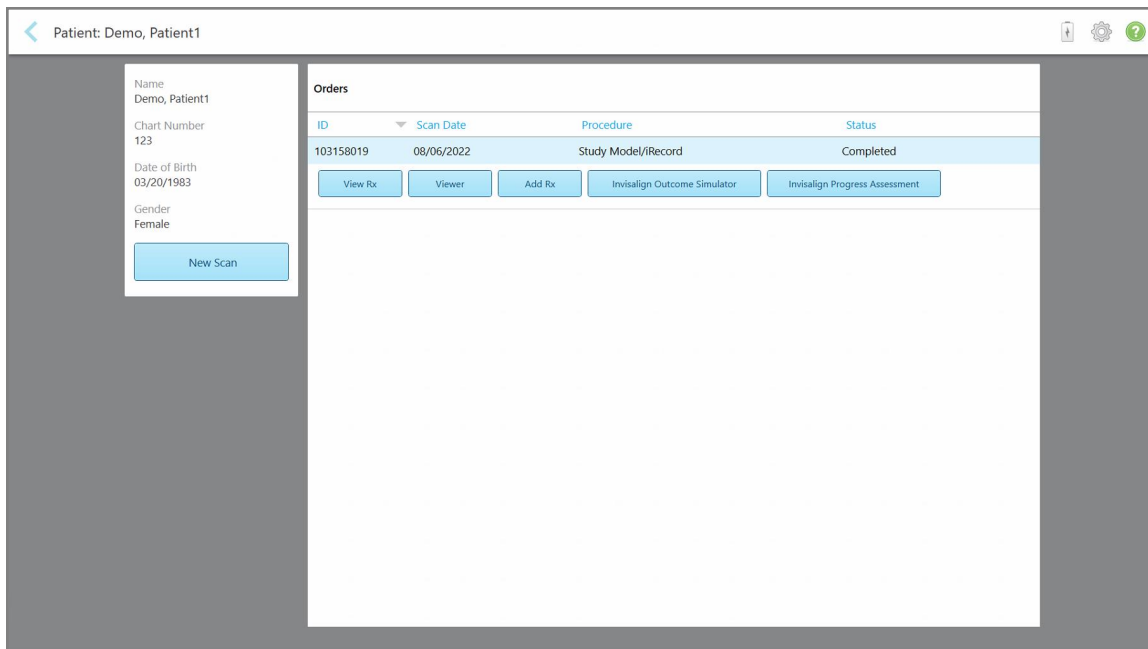 Patient: Demo, Patient1
?
Name
Demo, Patient1
Chart Number
123
Date of Birth
03/20/1983
Gender
Female
New Scan
Orders
ID Scan Date Procedure Status
103158019 08/06/2022 Study Model/iRecord Completed
View Rx Viewer Add Rx Invisalign Outcome Simulator Invisalign Progress Assessment